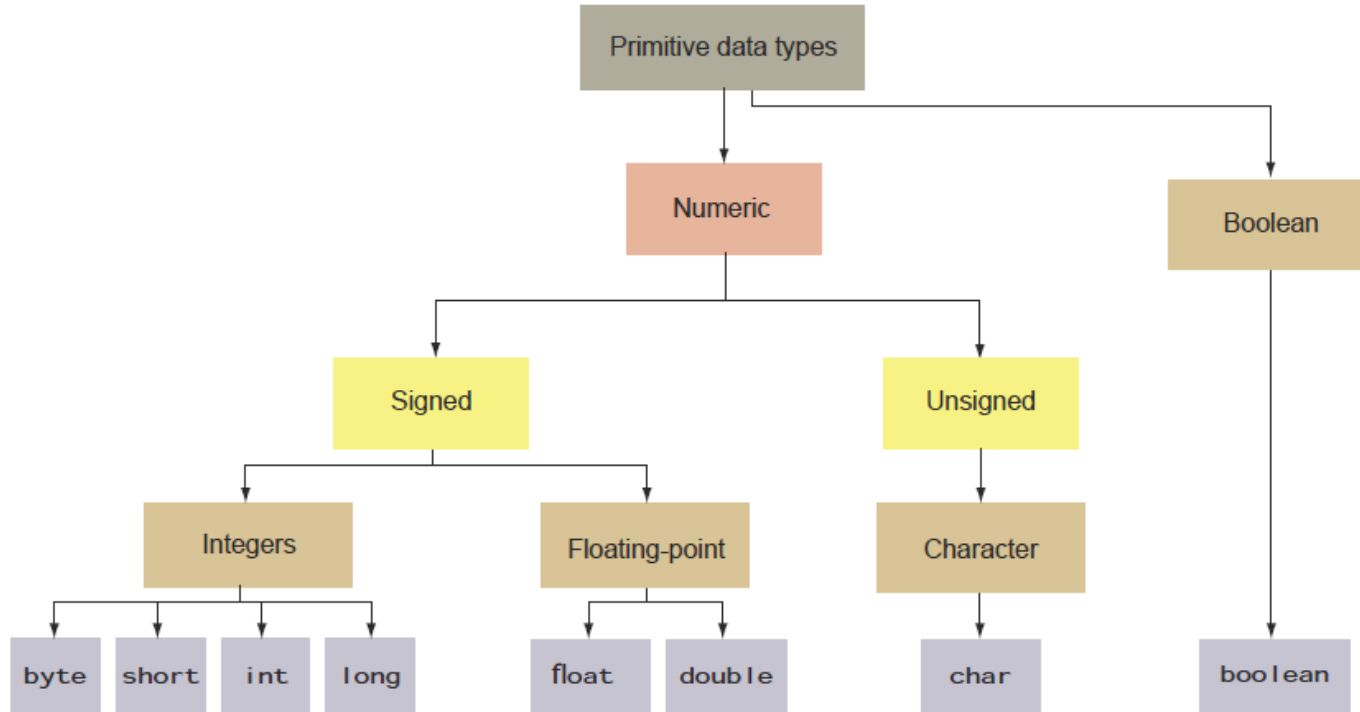 Primitive data types
Numeric
Boolean
Signed
Unsigned
Integers
Floating-point
Character
byte
short
int
long
float
double
char
boolean